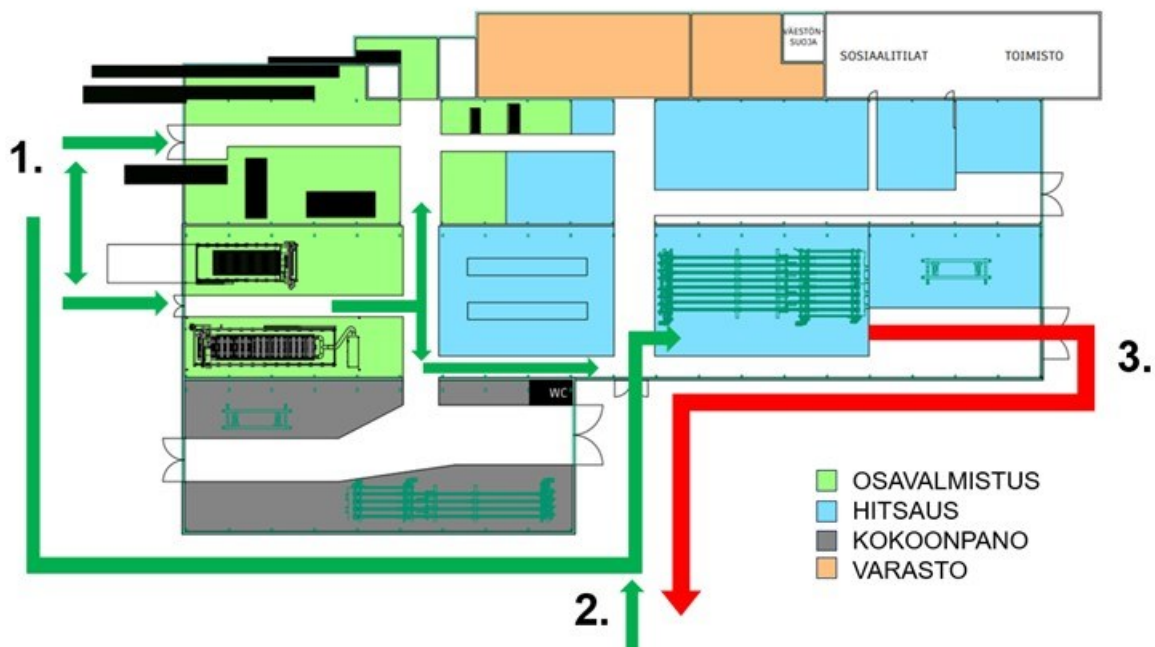 VÄESTÖN-
SUOJA
SOSIAALITILAT
TOIMISTO
1.
3.
WC
OSAVALMISTUS
HITSAUS
KOKOONPANO
VARASTO
2.